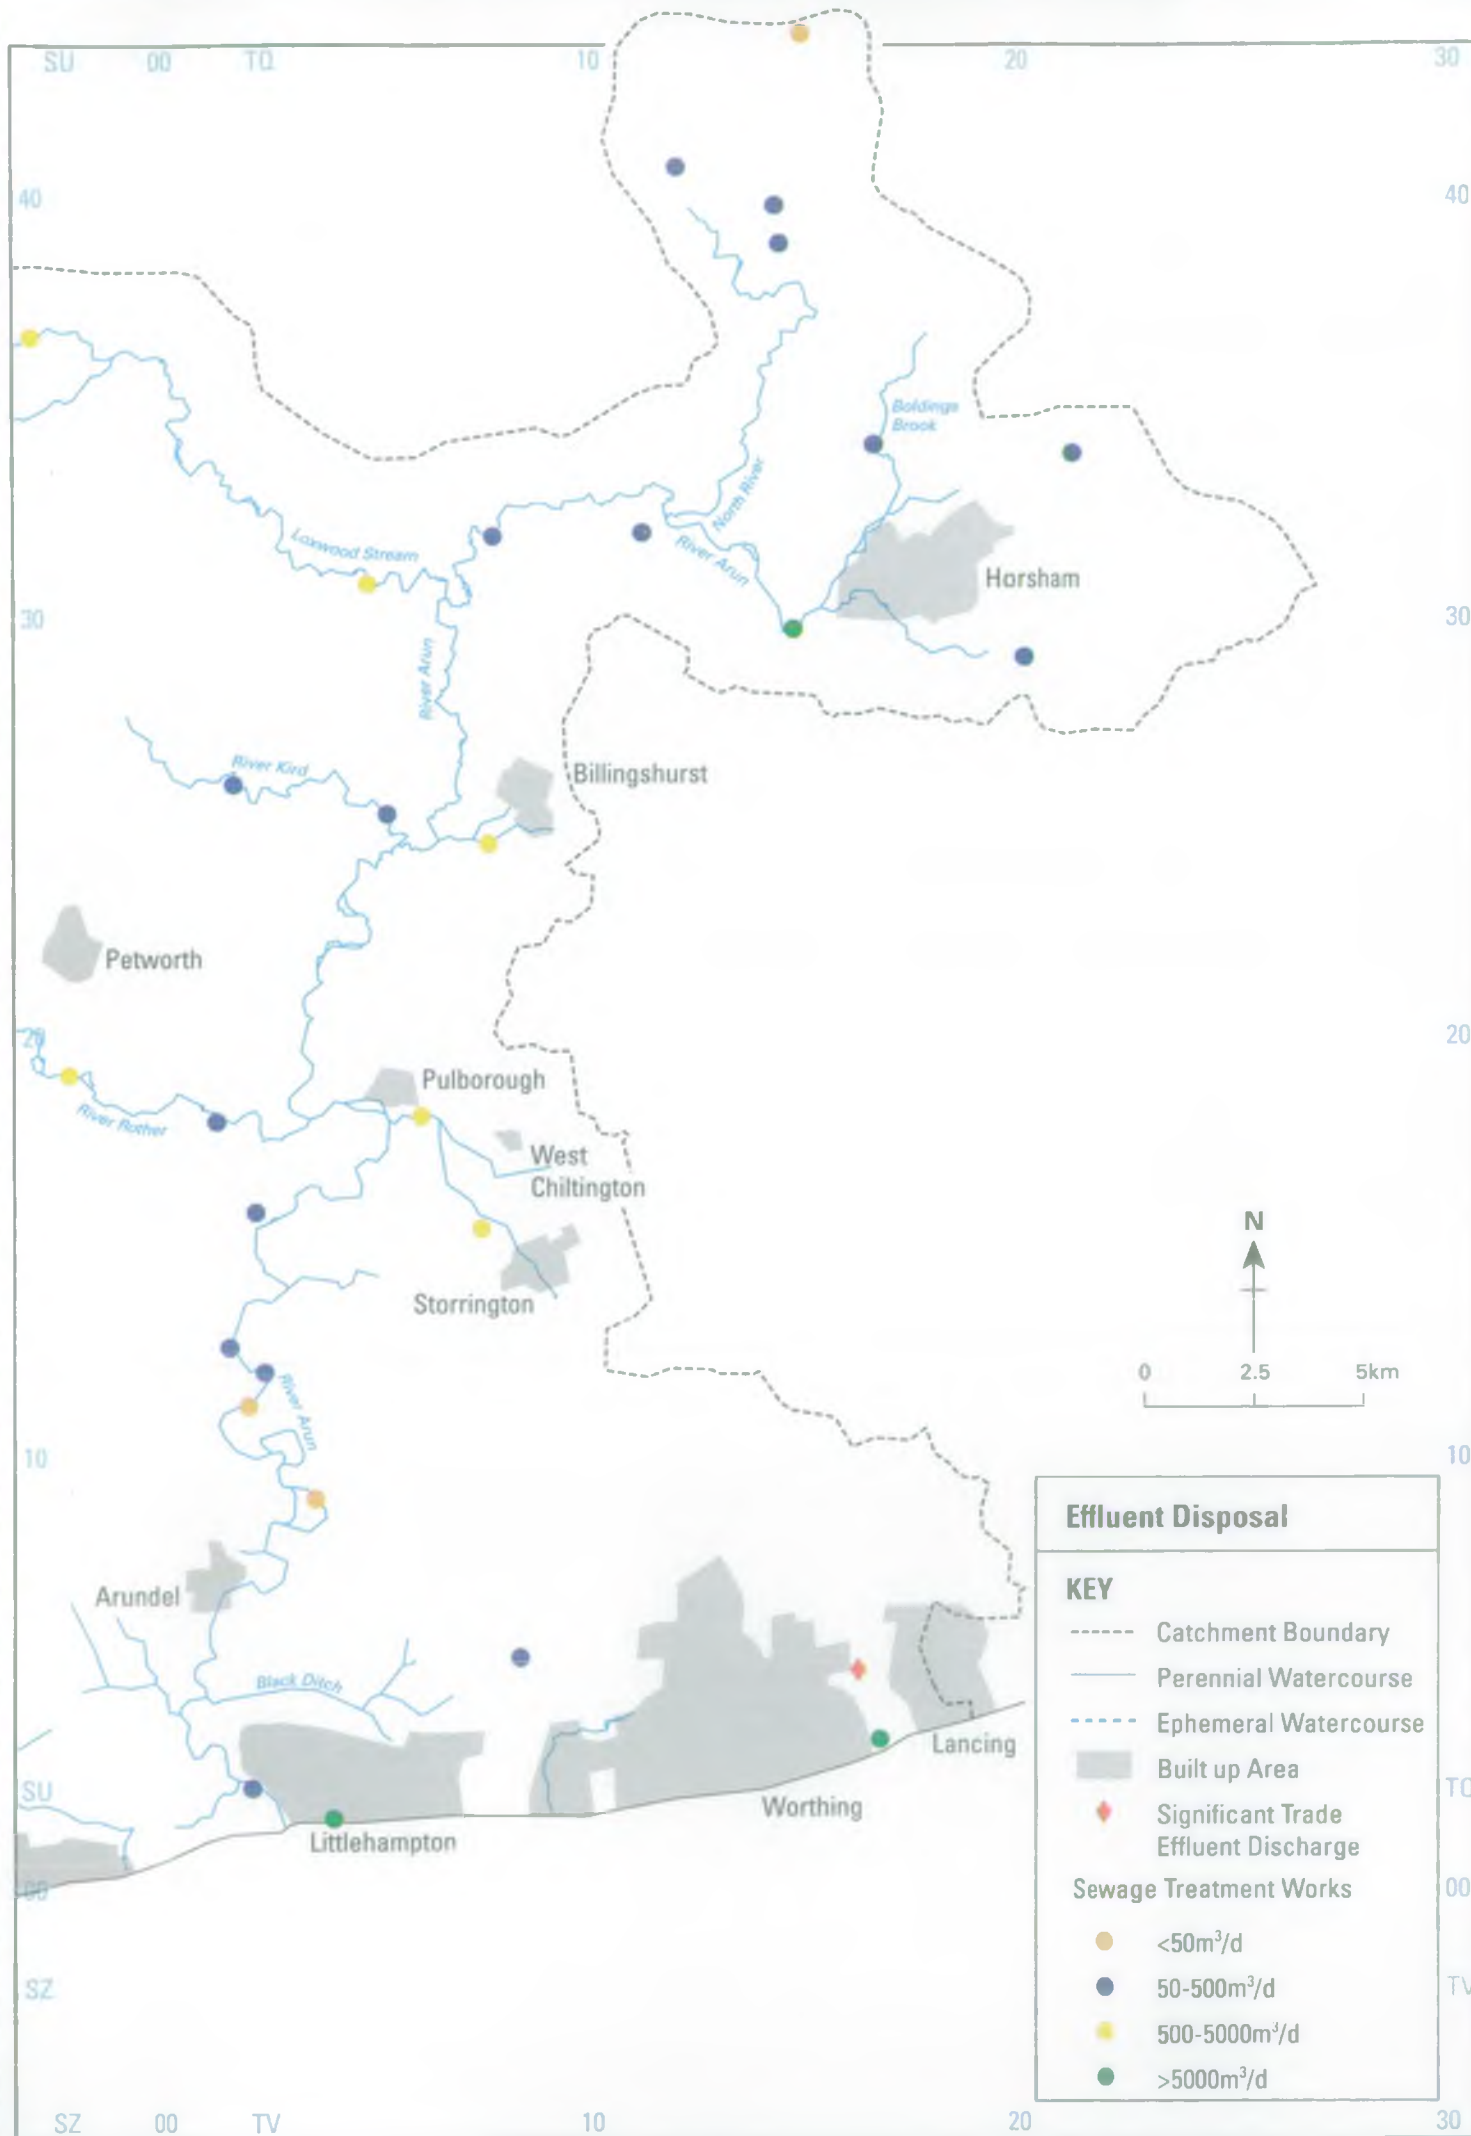 SU 00 TQ 10 20 30
40 40
Boldings
Brook
North River
Loxwood Stream
River Arun
Horsham
30 30
River Arun
River Kird
Billingshurst
Petworth
20 20
Pulborough
River Rother
West
Chiltington
N
Storrington
0 2.5 5km
River Arun
10 10
Effluent Disposal
Arundel
KEY
Catchment Boundary
Black Ditch
Perennial Watercourse
Ephemeral Watercourse
Lancing
Built up Area
SU TQ
Worthing
Significant Trade
Effluent Discharge
Littlehampton
Sewage Treatment Works
00 00
<50m³/d
SZ TV
50-500m³/d
500-5000m³/d
>5000m³/d
SZ 00 TV 10 20 30